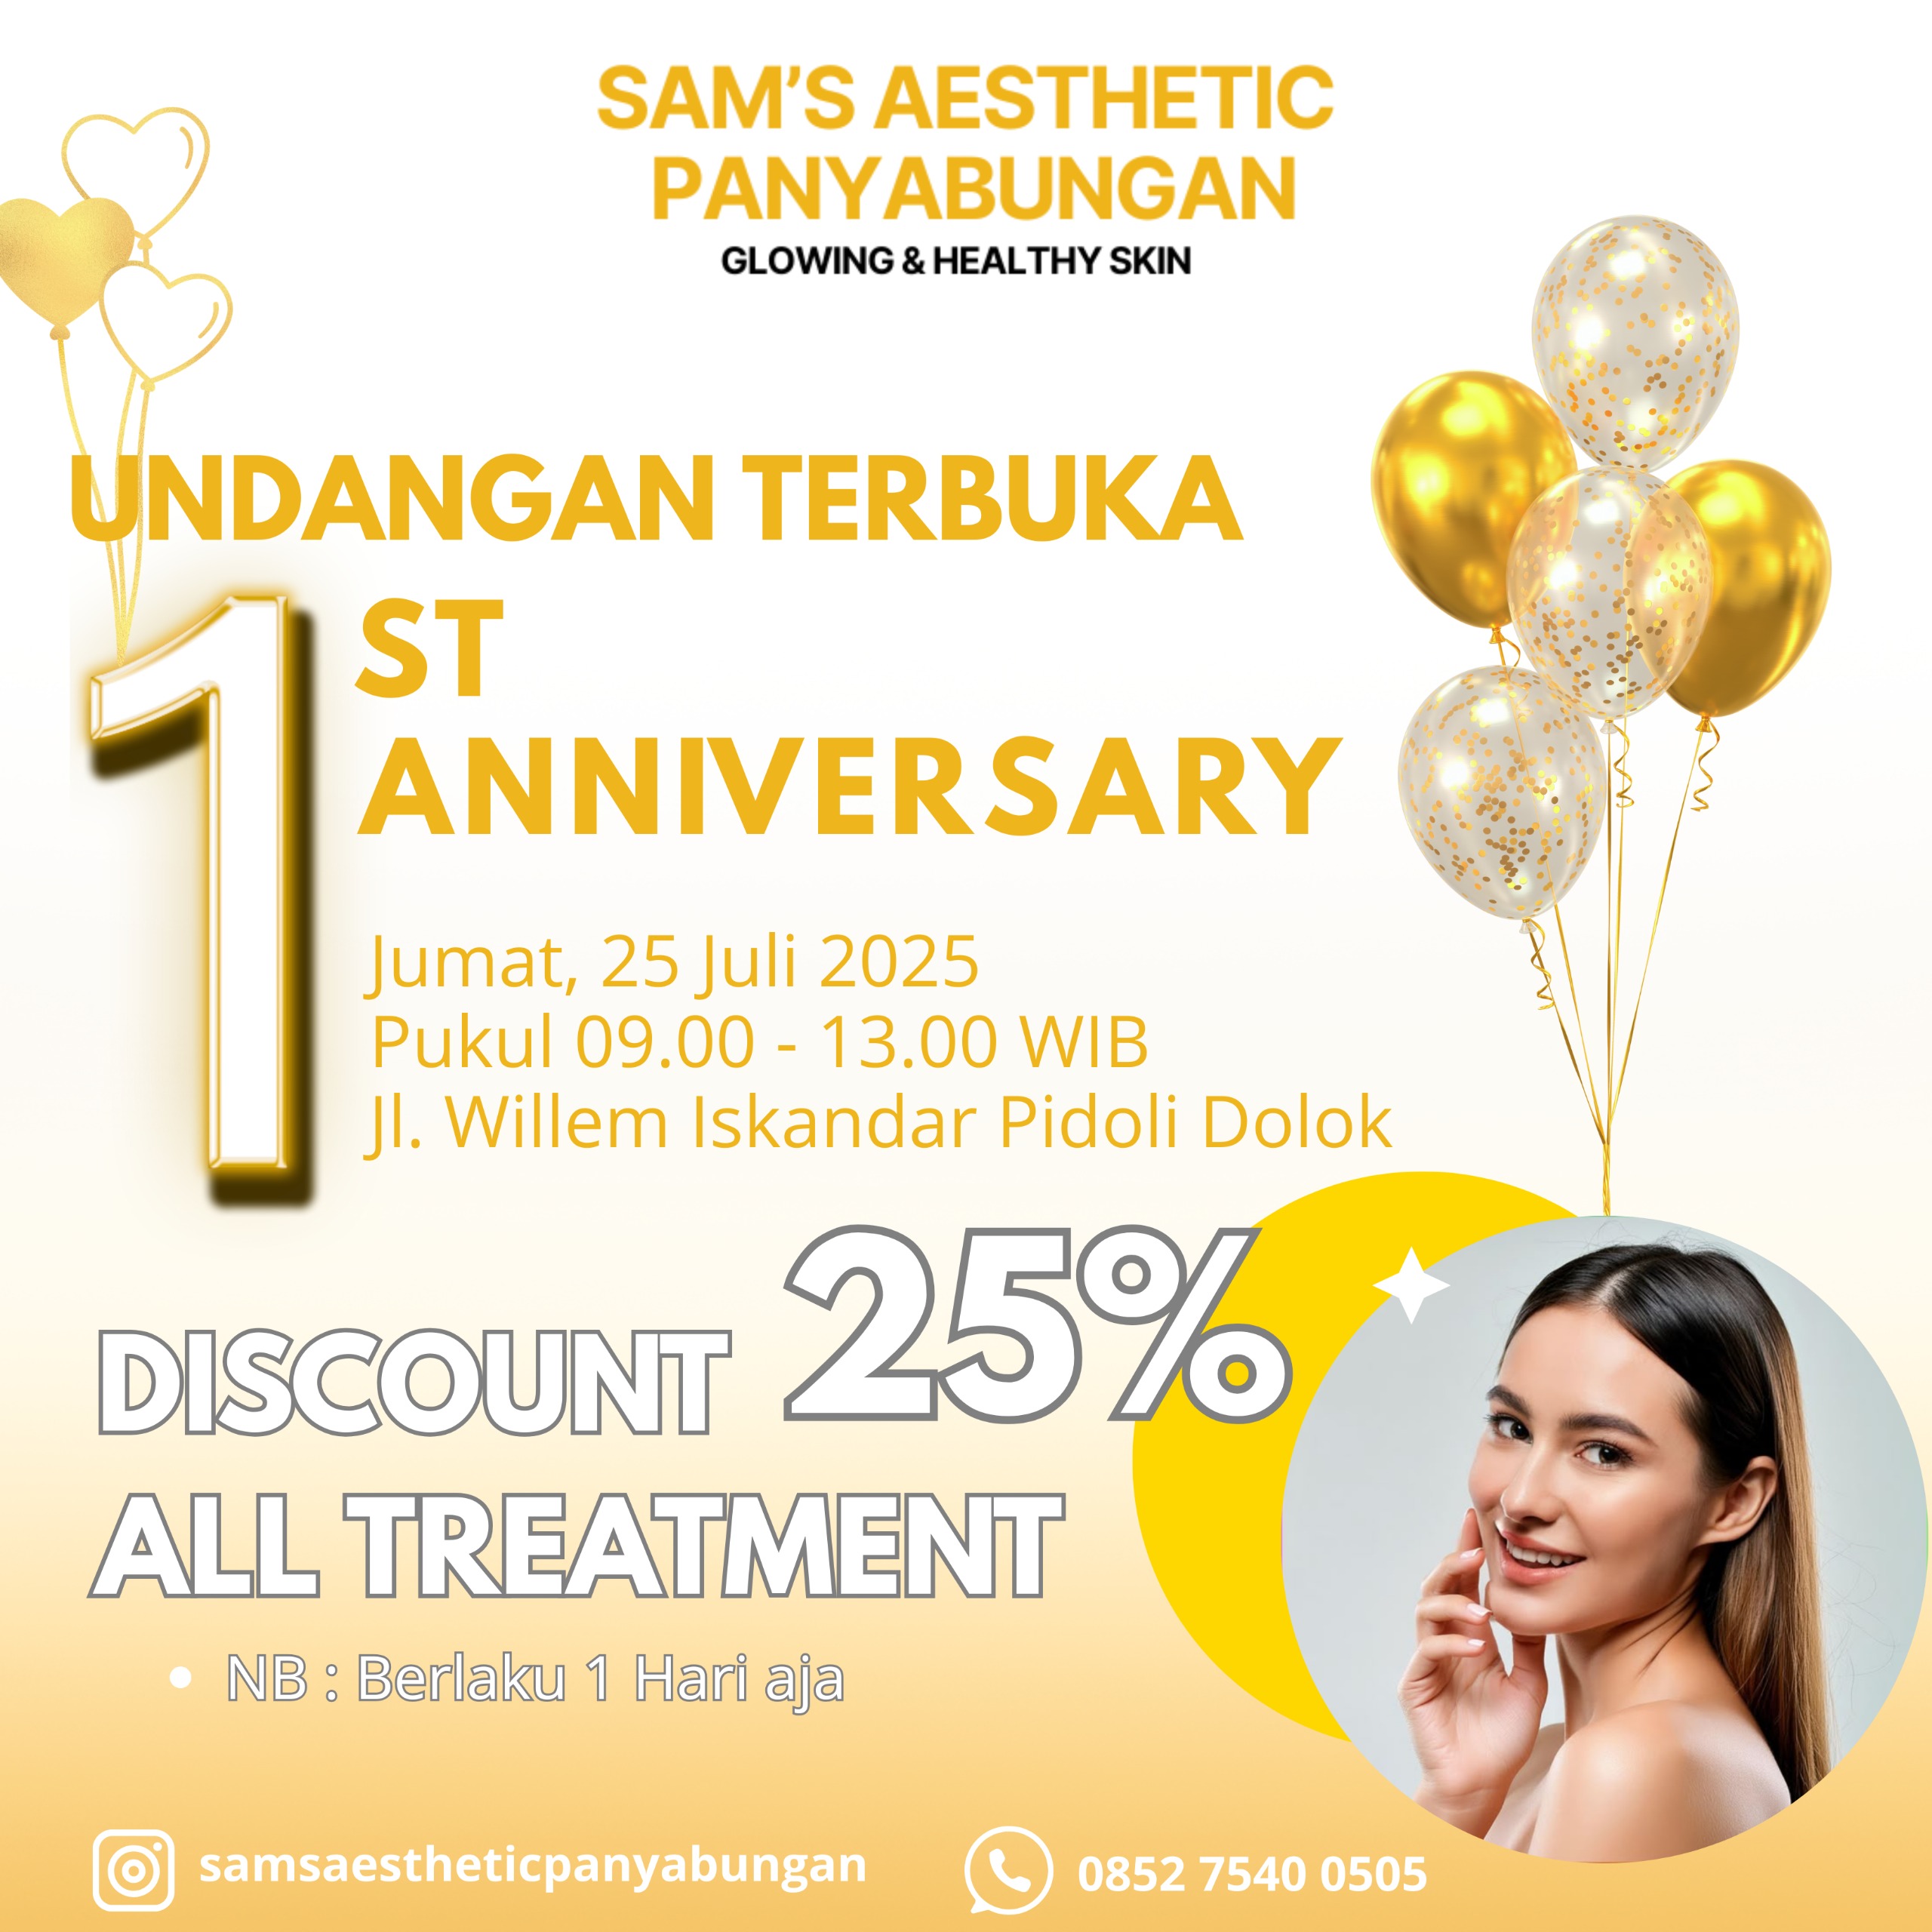 SAM'S AESTHETIC
PANYABUNGAN
GLOWING & HEALTHY SKIN
UNDANGAN TERBUKA
1 ST
ANNIVERSARY
Jumat, 25 Juli 2025
Pukul 09.00 - 13.00 WIB
Jl. Willem Iskandar Pidoli Dolok
DISCOUNT 25%
ALL TREATMENT
• NB : Berlaku 1 Hari aja
samsaestheticpanyabungan
0852 7540 0505